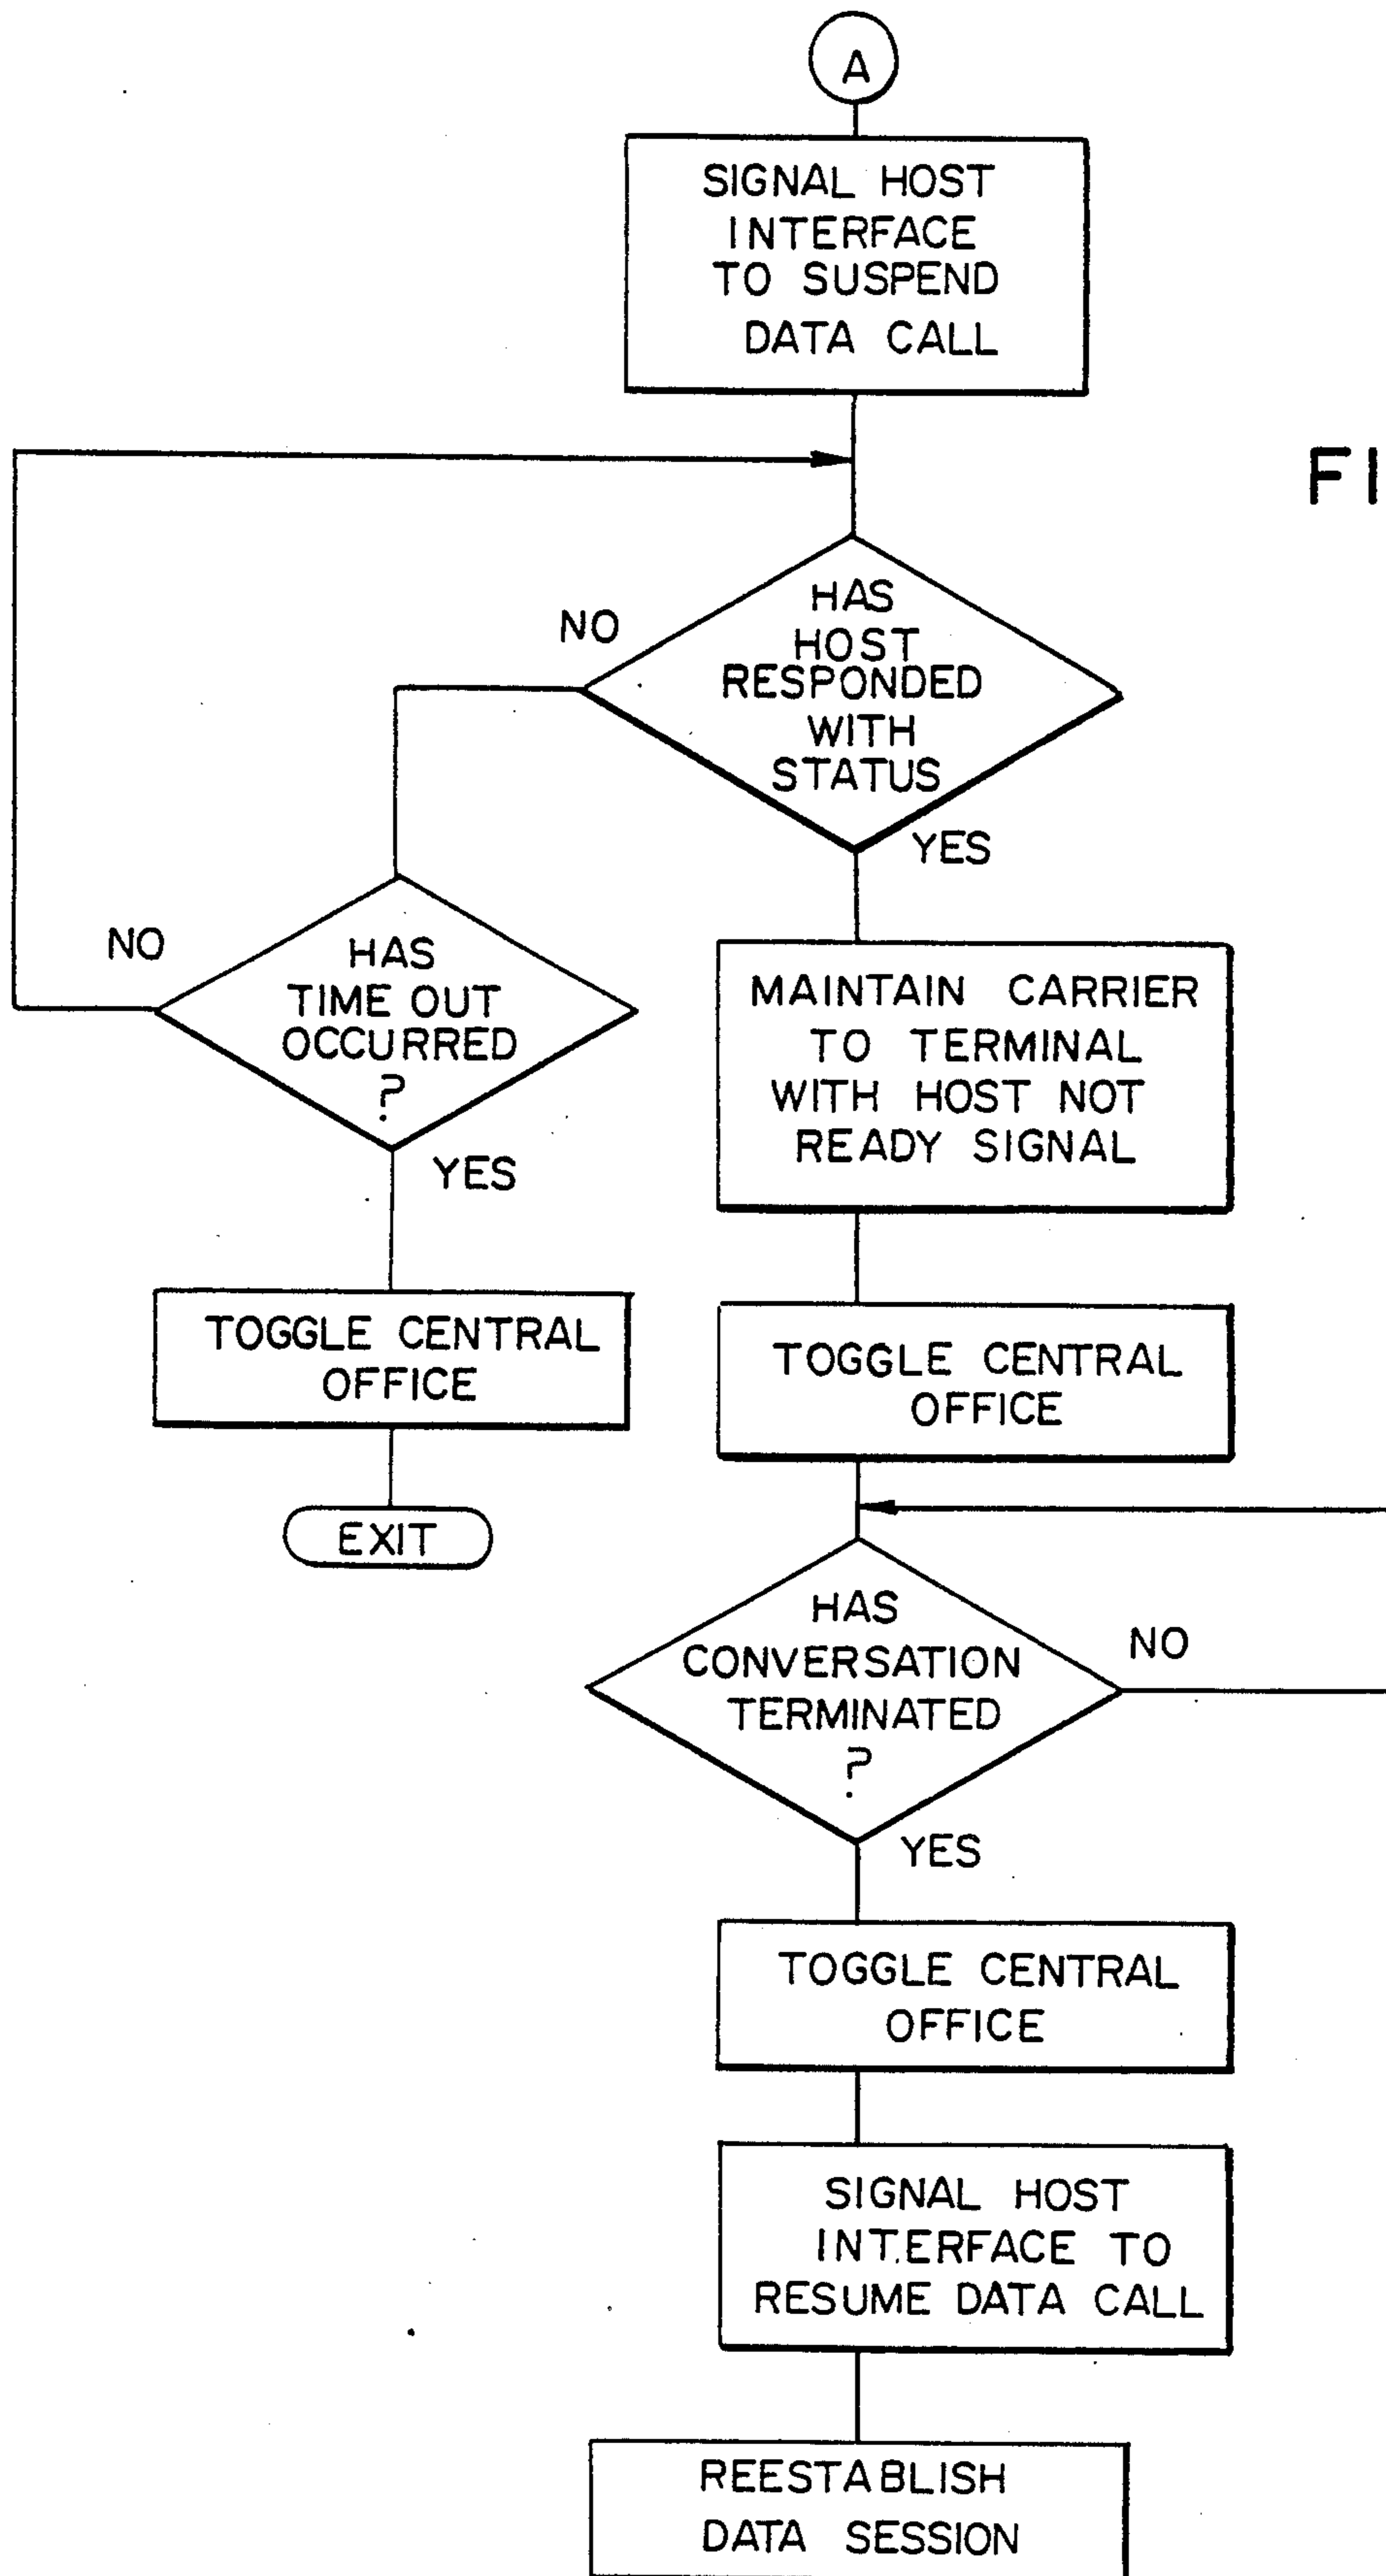 A
SIGNAL HOST
INTERFACE
TO SUSPEND
DATA CALL
FI
HAS
HOST
RESPONDED
WITH
STATUS
NO
YES
HAS
TIME OUT
OCCURRED
?
NO
YES
MAINTAIN CARRIER
TO TERMINAL
WITH HOST NOT
READY SIGNAL
TOGGLE CENTRAL
OFFICE
EXIT
TOGGLE CENTRAL
OFFICE
HAS
CONVERSATION
TERMINATED
?
NO
YES
TOGGLE CENTRAL
OFFICE
SIGNAL HOST
INTERFACE TO
RESUME DATA CALL
REESTABLISH
DATA SESSION